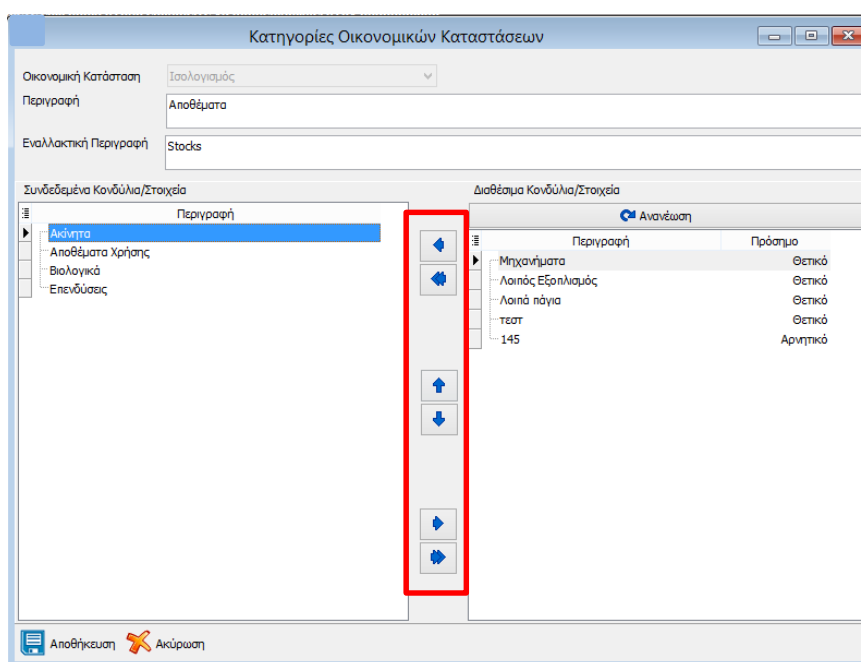 Κατηγορίες Οικονομικών Καταστάσεων
Οικονομική Κατάσταση Ισολογισμός
Περιγραφή Αποθέματα
Εναλλακτική Περιγραφή Stocks
Συνδεδεμένα Κονδύλια/Στοιχεία
Περιγραφή
Ακίνητα
Αποθέματα Χρήσης
Βιολογικά
Επενδύσεις
Διαθέσιμα Κονδύλια/Στοιχεία
Ανανέωση
Περιγραφή Πρόσημο
Μηχανήματα Θετικό
Λοιπός Εξοπλισμός Θετικό
Λοιπά πάγια Θετικό
τεστ Θετικό
145 Αρνητικό
Αποθήκευση Ακύρωση